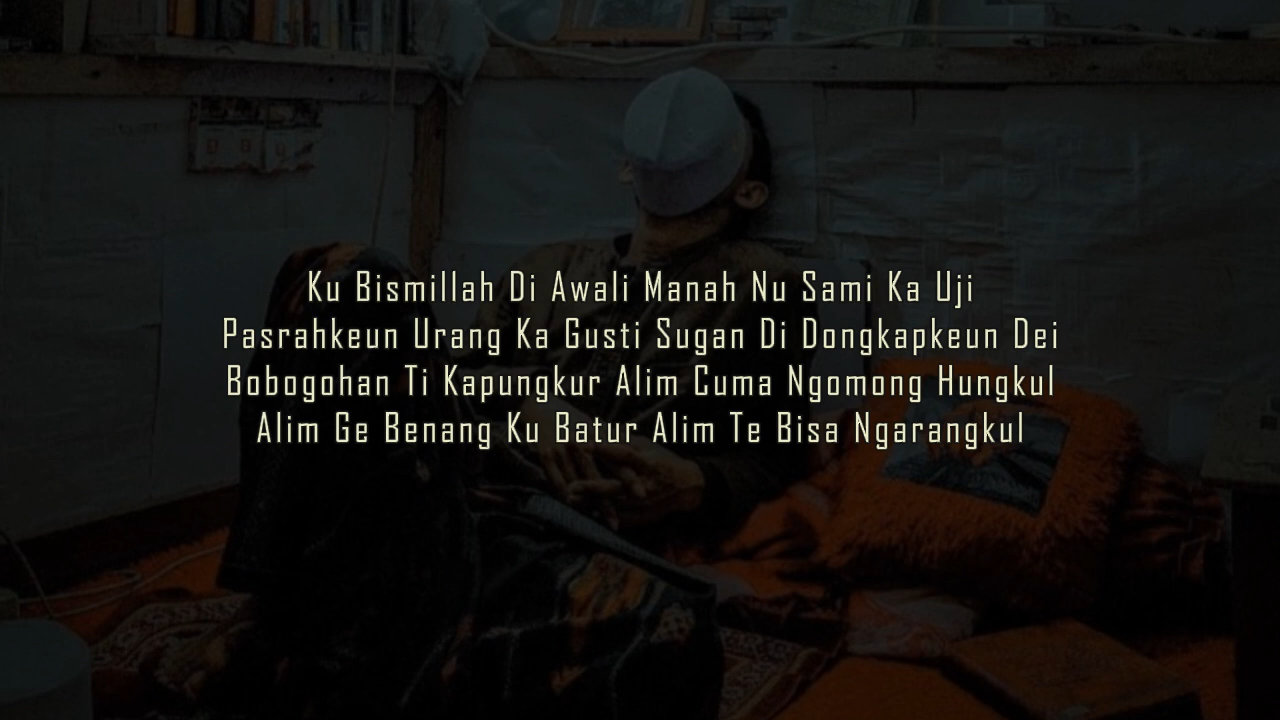 Ku Bismillah Di Awali Manah Nu Sami Ka Uji
Pasrahkeun Urang Ka Gusti Sugan Di Dongkapkeun Dei
Bobogohan Ti Kapungkur Alim Cuma Ngomong Hungkul
Alim Ge Benang Ku Batur Alim Te Bisa Ngarangkul